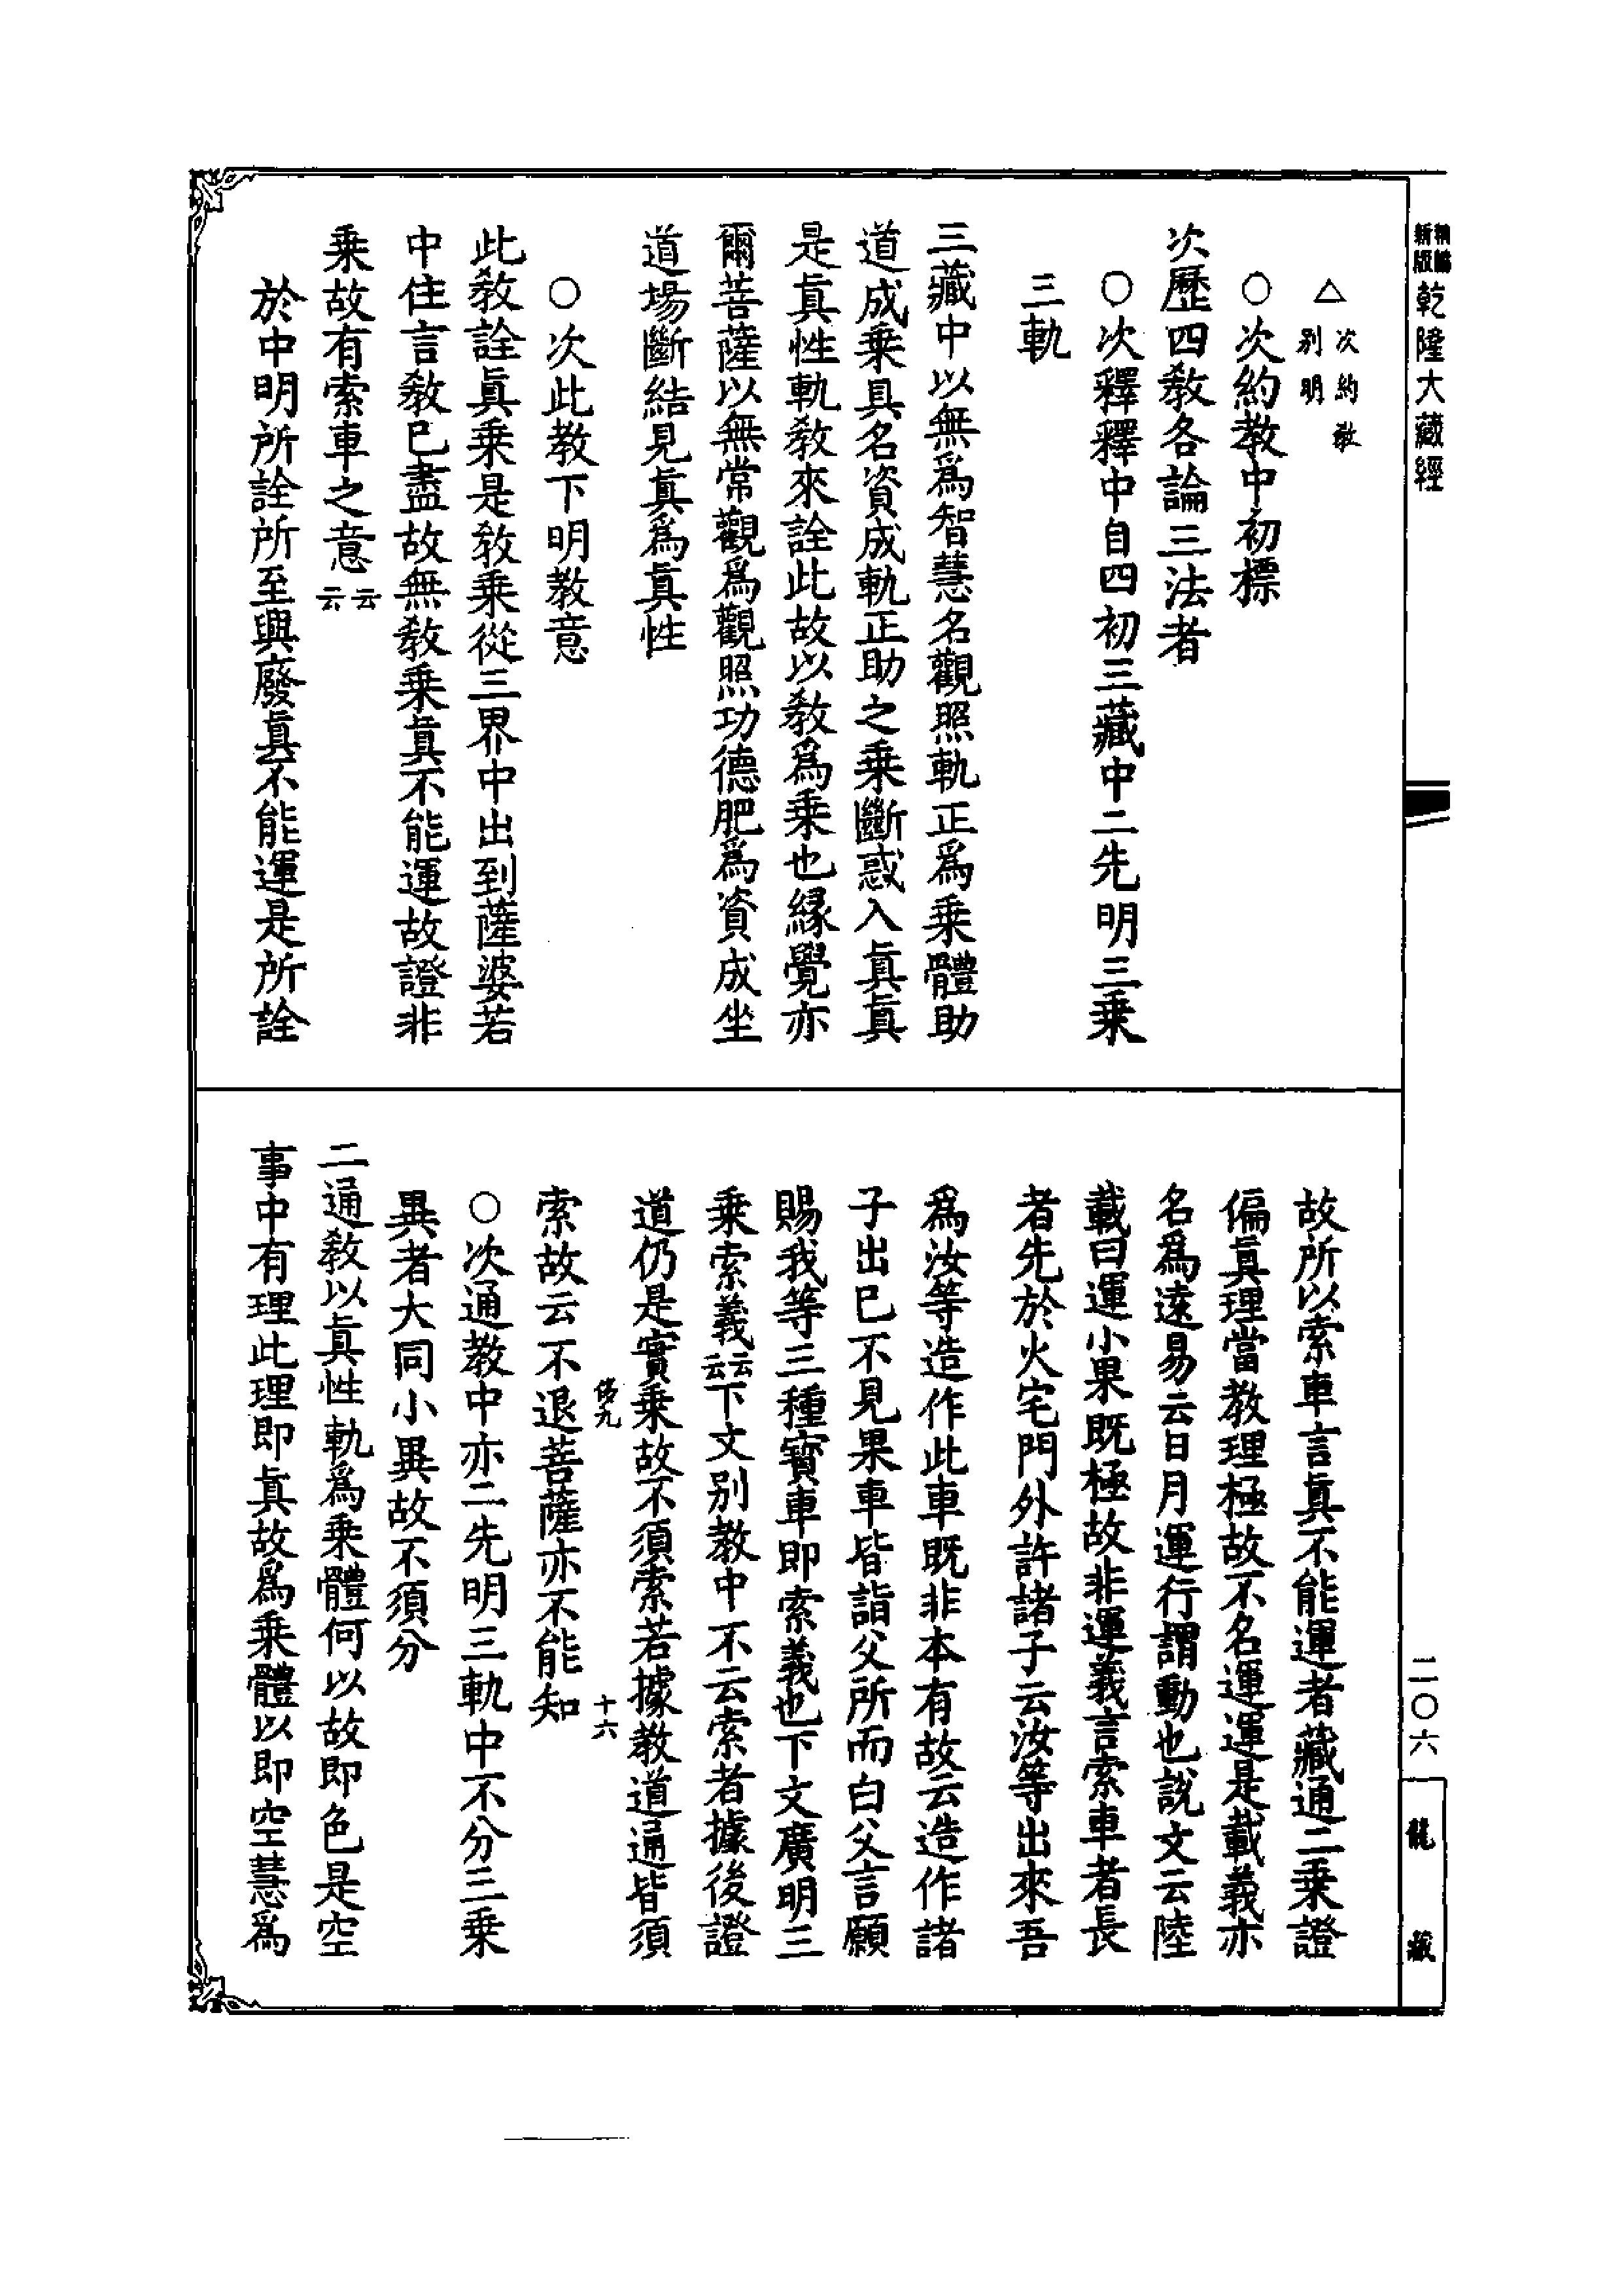 新版
精編
乾隆大藏經
△
次約教
別明
○次約教中初標
次歷四教各論三法者
○次釋釋中自四初三藏中二先明三乘
三軌
三藏中以無爲智慧名觀照軌正爲乘體助
道成乘具名資成軌正助之乘斷惑入眞眞
是眞性軌教來詮此故以教爲乘也緣覺亦
爾菩薩以無常觀爲觀照功德肥爲資成坐
道場斷結見眞爲眞性
○次此教下明教意
此教詮眞乘是教乘從三界中出到薩婆若
中住言教已盡故無教乘眞不能運故證非
乘故有索車之意云云
於中明所詮所至與廢眞不能運是所詮
故所以索車言眞不能運者藏通二乘證
偏眞理當教理極故不名運運是載義亦
名爲遠易云日月運行謂動也說文云陸
載曰運小果既極故非運義言索車者長
者先於火宅門外許諸子云汝等出來吾
爲汝等造作此車既非本有故云造作諸
子出已不見果車皆詣父所而白父言願
賜我等三種寶車即索義也下文廣明三
乘索義云云下文別教中不云索者據後證
道仍是實乘故不須索若據教道通皆須
侈九
十六
索故云不退菩薩亦不能知
○次通教中亦二先明三軌中不分三乘
異者大同小異故不須分
二通教以眞性軌爲乘體何以故即色是空
事中有理此理即眞故爲乘體以即空慧爲
二〇六
龍藏